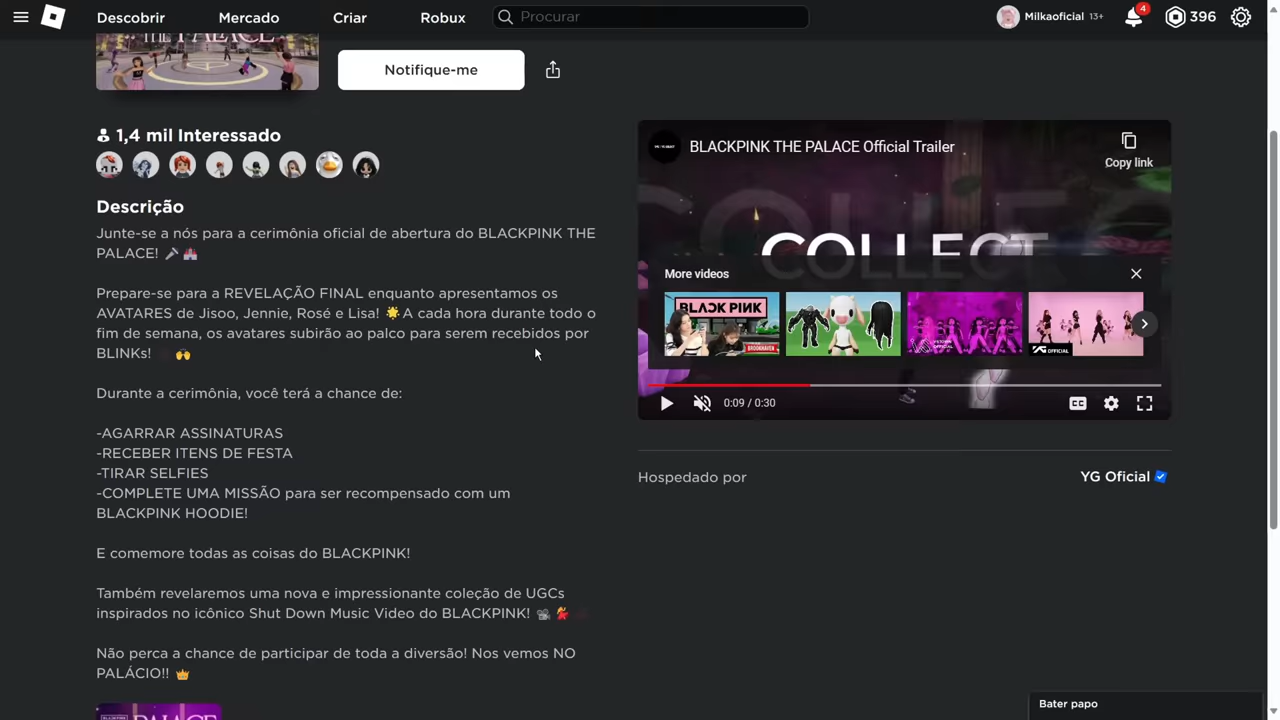 Descobrir
Mercado
Criar
Robux
Procurar
Milkaoficial 13+
4
396
THE PALACE
Notifique-me
1,4 mil Interessado
Descrição
Junte-se a nós para a cerimônia oficial de abertura do BLACKPINK THE
PALACE! 🎤 🏰
Prepare-se para a REVELAÇÃO FINAL enquanto apresentamos os
AVATARES de Jisoo, Jennie, Rosé e Lisa! 🌟A cada hora durante todo o
fim de semana, os avatares subirão ao palco para serem recebidos por
BLINKs! 🙌
Durante a cerimônia, você terá a chance de:
-AGARRAR ASSINATURAS
-RECEBER ITENS DE FESTA
-TIRAR SELFIES
-COMPLETE UMA MISSÃO para ser recompensado com um
BLACKPINK HOODIE!
E comemore todas as coisas do BLACKPINK!
Também revelaremos uma nova e impressionante coleção de UGCs
inspirados no icônico Shut Down Music Video do BLACKPINK! 🎥 💃
Não perca a chance de participar de toda a diversão! Nos vemos NO
PALÁCIO!! 👑
PALACE
BLACKPINK THE PALACE Official Trailer
Copy link
COLLECT
COLLECT
More videos
BLACKPINK
BROOKHAVEN
YG OFFICIAL
0:09 / 0:30
CC
Hospedado por
YG Oficial
Bater papo